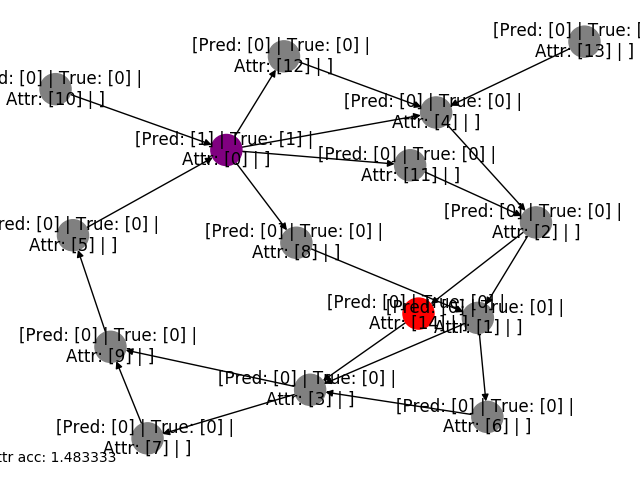 [Pred: [0] | True: [
Attr: [13] | ]
[Pred: [0] | True: [0] |
Attr: [12] | ]
d: [0] | True: [0] |
Attr: [10] | ]
[Pred: [0] | True: [0] |
Attr: [4] | ]
[Pred: [1] | True: [1] |
Attr: [0] | ]
[Pred: [0] | True: [0] |
Attr: [11] | ]
[Pred: [0] | True: [0] |
Attr: [2] | ]
red: [0] | True: [0] |
Attr: [5] | ]
[Pred: [0] | True: [0] |
Attr: [8] | ]
[Pred: [0] | True: [0] |
Attr: [14] | ]
[Pred: [0] | True: [0] |
Attr: [1] | ]
[Pred: [0] | True: [0] |
Attr: [9] | ]
[Pred: [0] | True: [0] |
Attr: [3] | ]
[Pred: [0] | True: [0] |
Attr: [6] | ]
[Pred: [0] | True: [0] |
Attr: [7] | ]
ttr acc: 1.483333